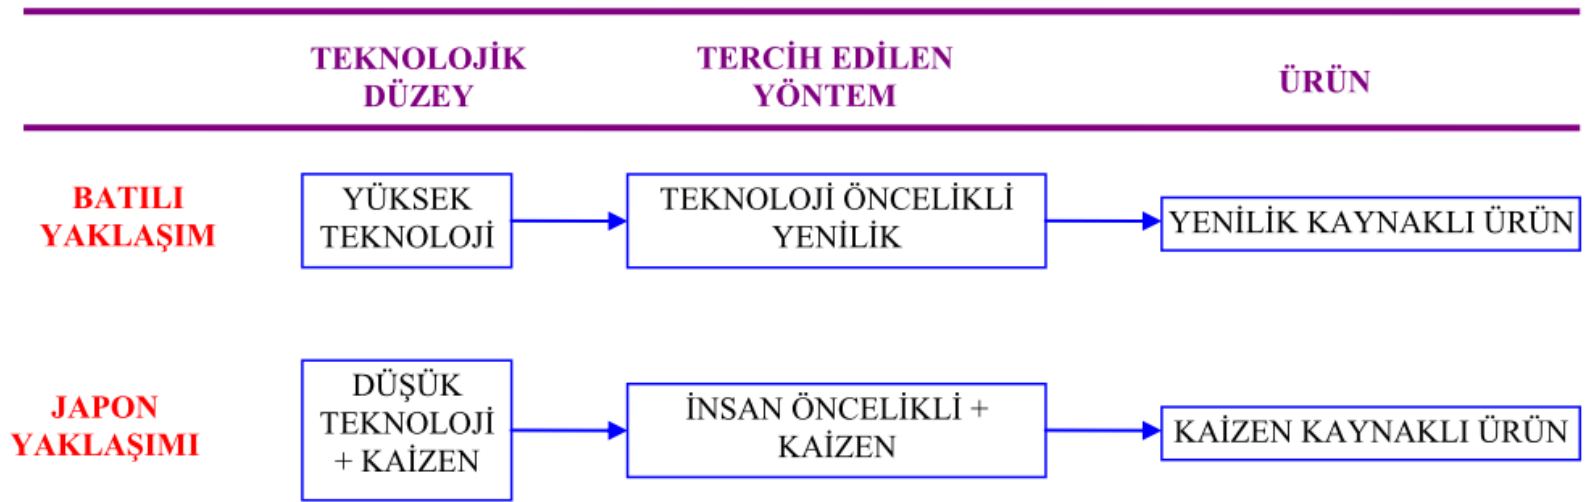 TEKNOLOJİK
DÜZEY
TERCİH EDİLEN
YÖNTEM
ÜRÜN
BATILI
YAKLAŞIM
YÜKSEK
TEKNOLOJİ
TEKNOLOJİ ÖNCELİKLİ
YENİLİK
YENİLİK KAYNAKLI ÜRÜN
JAPON
YAKLAŞIMI
DÜŞÜK
TEKNOLOJİ
+ KAİZEN
İNSAN ÖNCELİKLİ +
KAİZEN
KAİZEN KAYNAKLI ÜRÜN